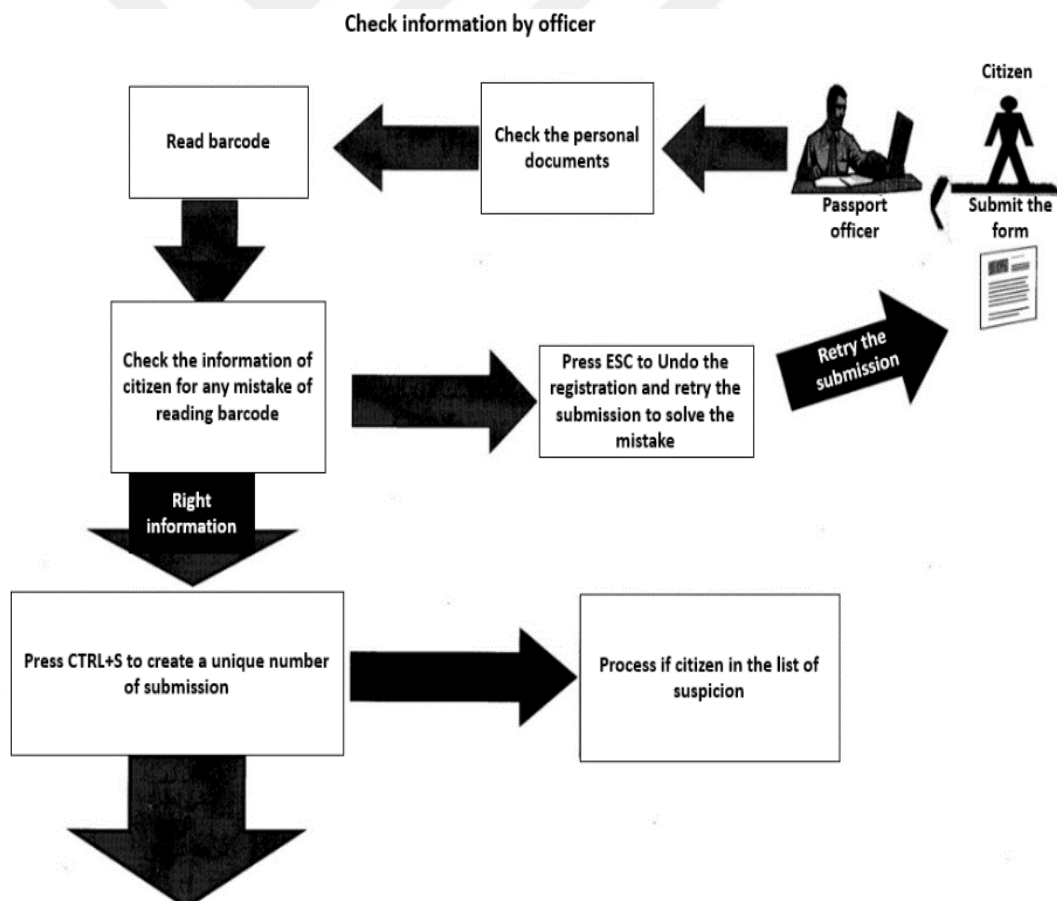 Check information by officer
Citizen
Read barcode
Check the personal
documents
Passport
officer
Submit the
form
Check the information of
citizen for any mistake of
reading barcode
Press ESC to Undo the
registration and retry the
submission to solve the
mistake
Retry the
submission
Right
information
Press CTRL+S to create a unique number
of submission
Process if citizen in the list of
suspicion